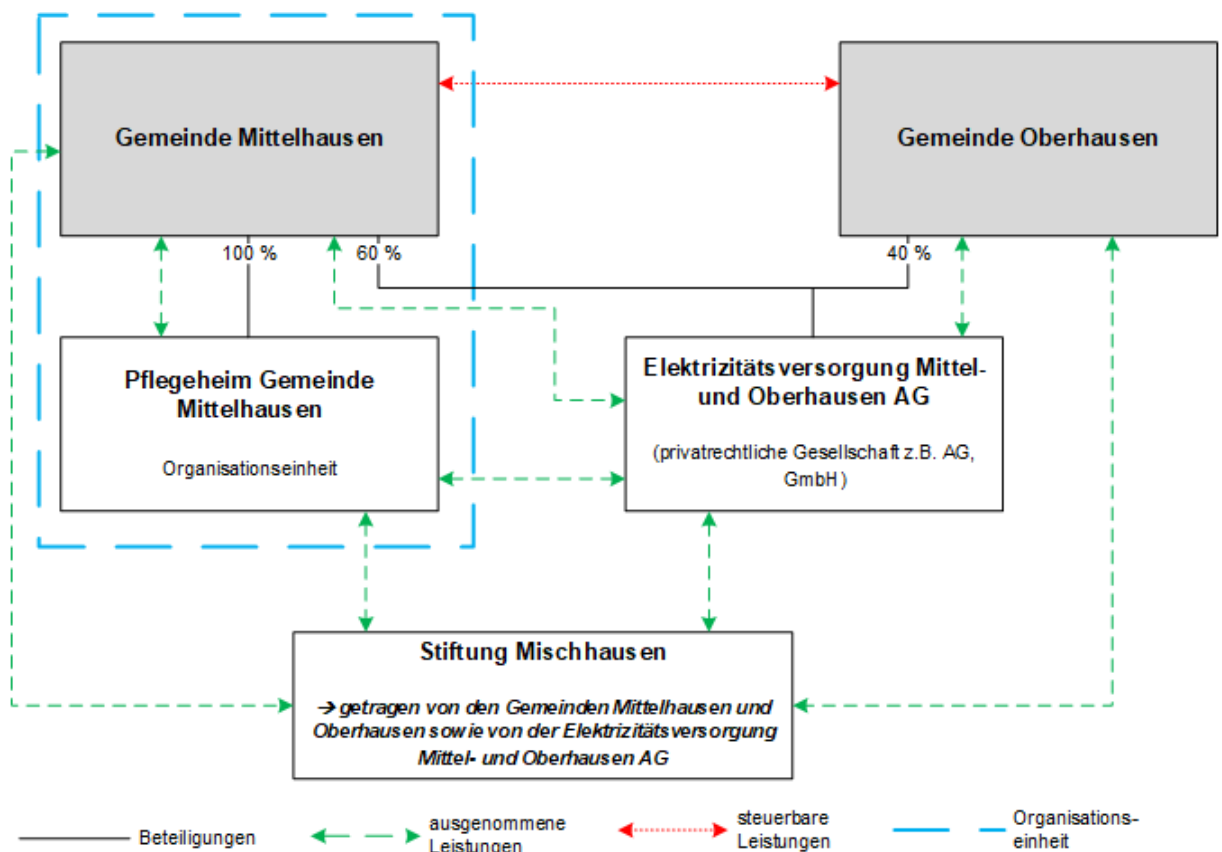 Gemeinde Mittelhausen
Gemeinde Oberhausen
100 %
60 %
40 %
Pflegeheim Gemeinde
Mittelhausen
Organisationseinheit
Elektrizitätsversorgung Mittel-
und Oberhausen AG
(privatrechtliche Gesellschaft z.B. AG,
GmbH)
Stiftung Mischhausen
→ getragen von den Gemeinden Mittelhausen und
Oberhausen sowie von der Elektrizitätsversorgung
Mittel- und Oberhausen AG
Beteiligungen
ausgenommene
Leistungen
steuerbare
Leistungen
Organisations-
einheit